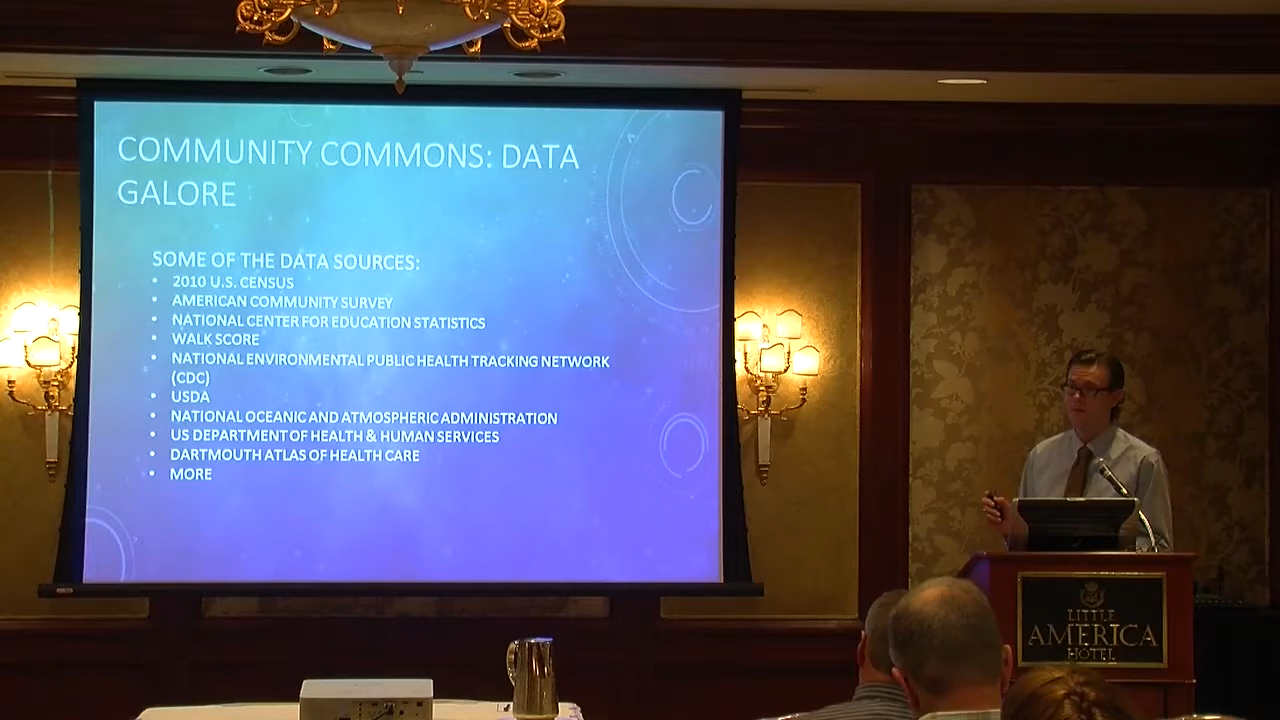 COMMUNITY COMMONS: DATA
GALORE
SOME OF THE DATA SOURCES:
• 2010 U.S. CENSUS
• AMERICAN COMMUNITY SURVEY
• NATIONAL CENTER FOR EDUCATION STATISTICS
• WALK SCORE
• NATIONAL ENVIRONMENTAL PUBLIC HEALTH TRACKING NETWORK
(CDC)
• USDA
• NATIONAL OCEANIC AND ATMOSPHERIC ADMINISTRATION
• US DEPARTMENT OF HEALTH & HUMAN SERVICES
• DARTMOUTH ATLAS OF HEALTH CARE
• MORE
LITTLE
AMERICA
HOTEL